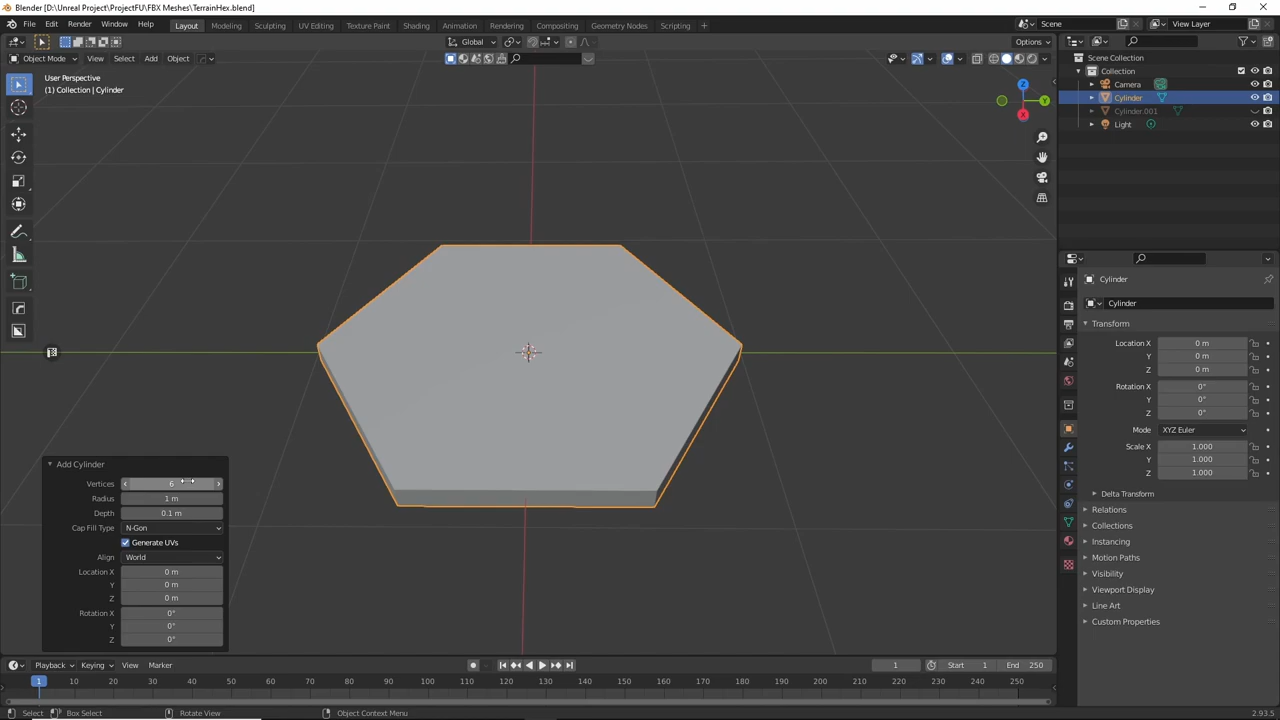 Blender [D:\Unreal Project\ProjectFU\FBX Meshes\TerrainHex.blend]
File Edit Render Window Help Layout Modeling Sculpting UV Editing Texture Paint Shading Animation Rendering Compositing Geometry Nodes Scripting Scene View Layer
Global Options
Object Mode View Select Add Object
User Perspective
(1) Collection | Cylinder
Z
Y
X
Scene Collection
Collection
Camera
Cylinder
Cylinder.001
Light
Cylinder
Cylinder
Transform
Location X 0 m
Y 0 m
Z 0 m
Rotation X 0°
Y 0°
Z 0°
Mode XYZ Euler
Scale X 1.000
Y 1.000
Z 1.000
Delta Transform
Relations
Collections
Instancing
Motion Paths
Visibility
Viewport Display
Line Art
Custom Properties
Add Cylinder
Vertices 6
Radius 1 m
Depth 0.1 m
Cap Fill Type N-Gon
Generate UVs
Align World
Location X 0 m
Y 0 m
Z 0 m
Rotation X 0°
Y 0°
Z 0°
Playback Keying View Marker 1 Start 1 End 250
1 10 20 30 40 50 60 70 80 90 100 110 120 130 140 150 160 170 180 190 200 210 220 230 240 250
Select Box Select Rotate View Object Context Menu 2.93.5